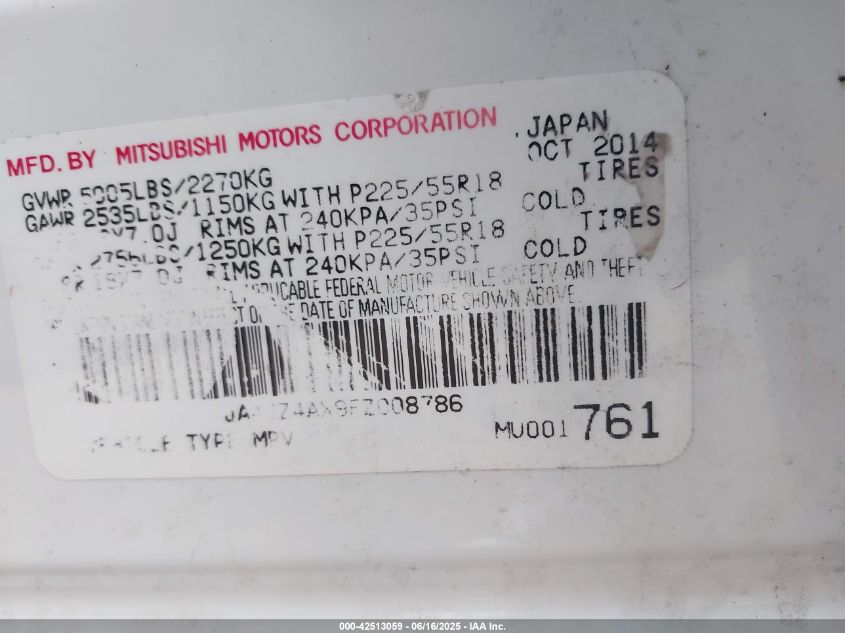 MFD. BY MITSUBISHI MOTORS CORPORATION JAPAN
OCT 2014
GVWR 5005LBS/2270KG
GAWR 2535LBS/1150KG WITH P225/55R18 TIRES
RIMS AT 240KPA/35PSI COLD
/1250KG WITH P225/55R18 TIRES
RIMS AT 240KPA/35PSI COLD
FEDERAL MOTOR VEHICLE SAFETY AND THEFT
DATE OF MANUFACTURE SHOWN ABOVE.
TYPE MPV
MU001 761
000-42513059 - 06/16/2025 - IAA Inc.